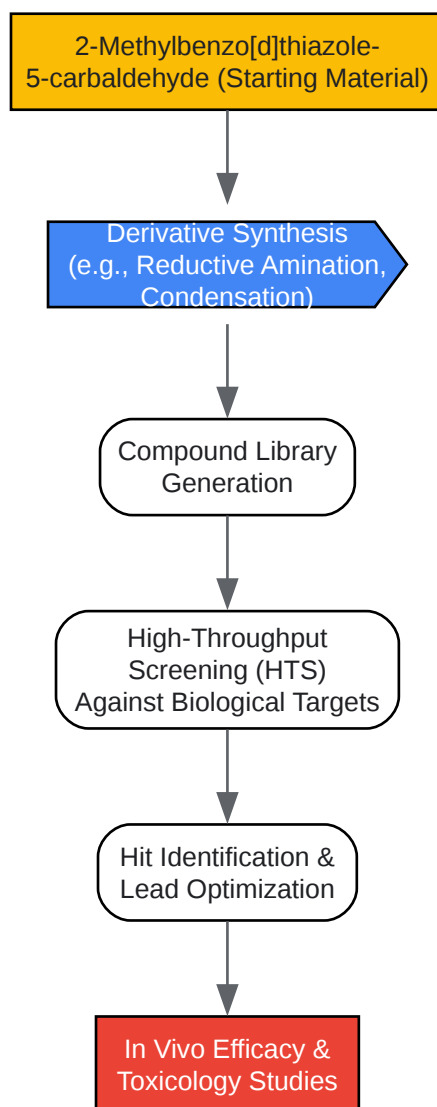 2-Methylbenzo[d]thiazole-
5-carbaldehyde (Starting Material)
Derivative Synthesis
(e.g., Reductive Amination,
Condensation)
Compound Library
Generation
High-Throughput
Screening (HTS)
Against Biological Targets
Hit Identification &
Lead Optimization
In Vivo Efficacy &
Toxicology Studies